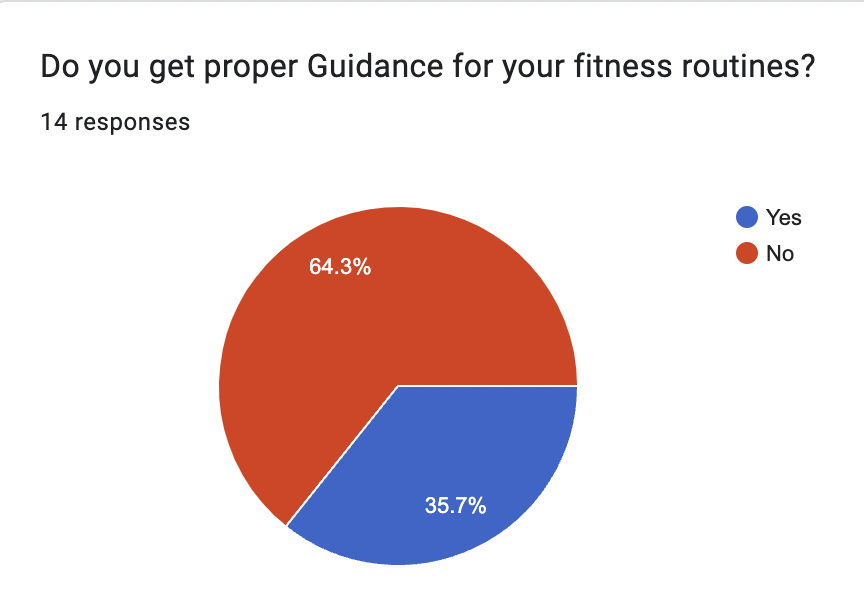 Do you get proper Guidance for your fitness routines?
14 responses
Yes
No
64.3%
35.7%